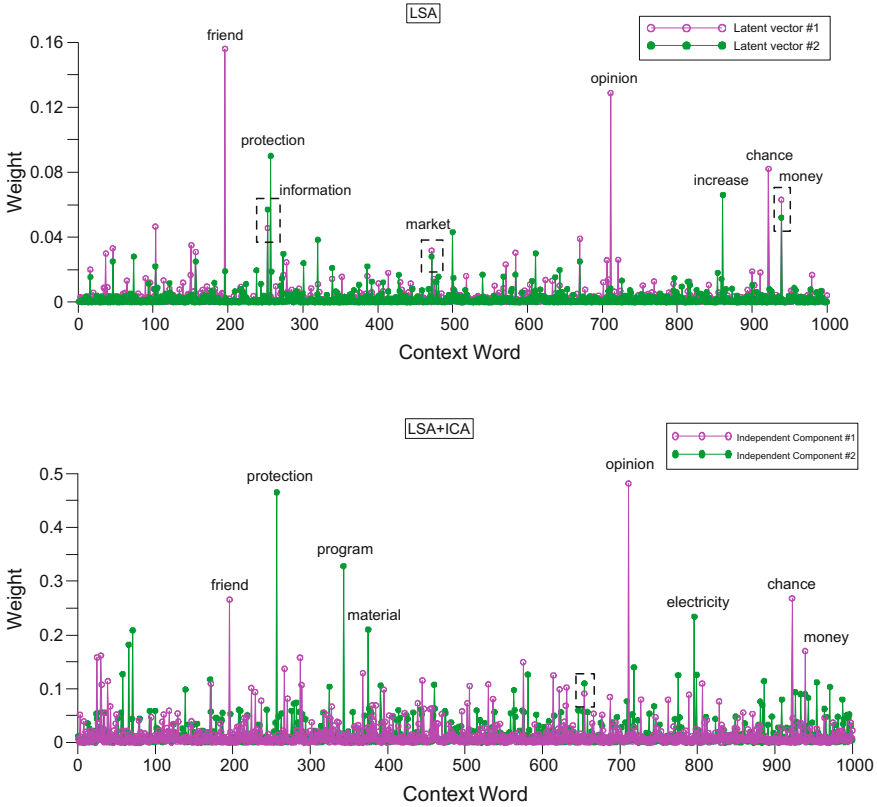 LSA
Latent vector #1
Latent vector #2
0.16
0.12
0.08
0.04
0
Weight
friend
opinion
protection
information
market
increase
chance
money
0 100 200 300 400 500 600 700 800 900 1000
Context Word
LSA+ICA
Independent Component #1
Independent Component #2
0.5
0.4
0.3
0.2
0.1
0
Weight
protection
opinion
program
friend
material
electricity
chance
money
0 100 200 300 400 500 600 700 800 900 1000
Context Word